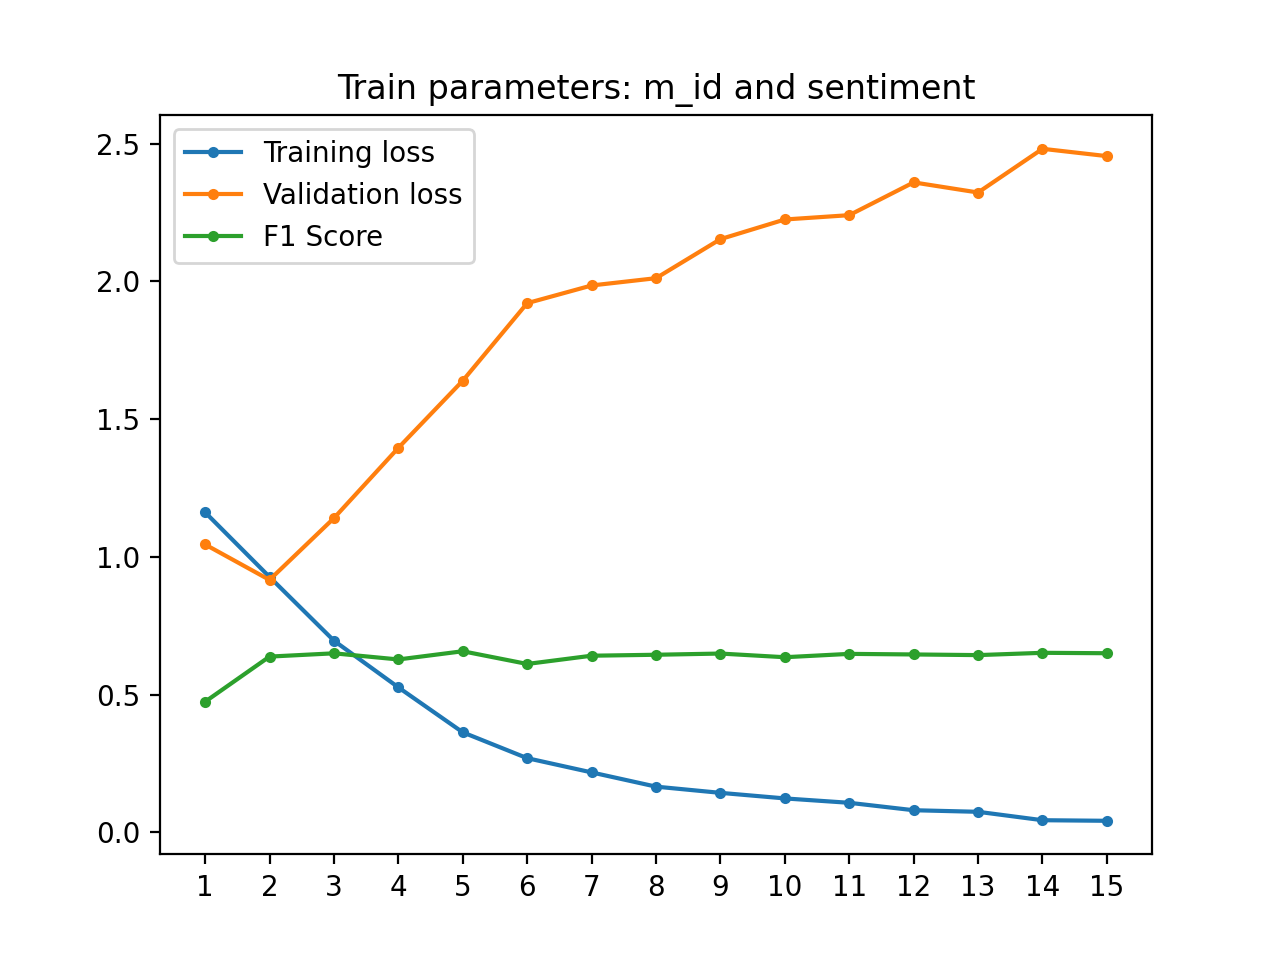 Train parameters: m_id and sentiment
Training loss
Validation loss
F1 Score
2.5
2.0
1.5
1.0
0.5
0.0
1 2 3 4 5 6 7 8 9 10 11 12 13 14 15